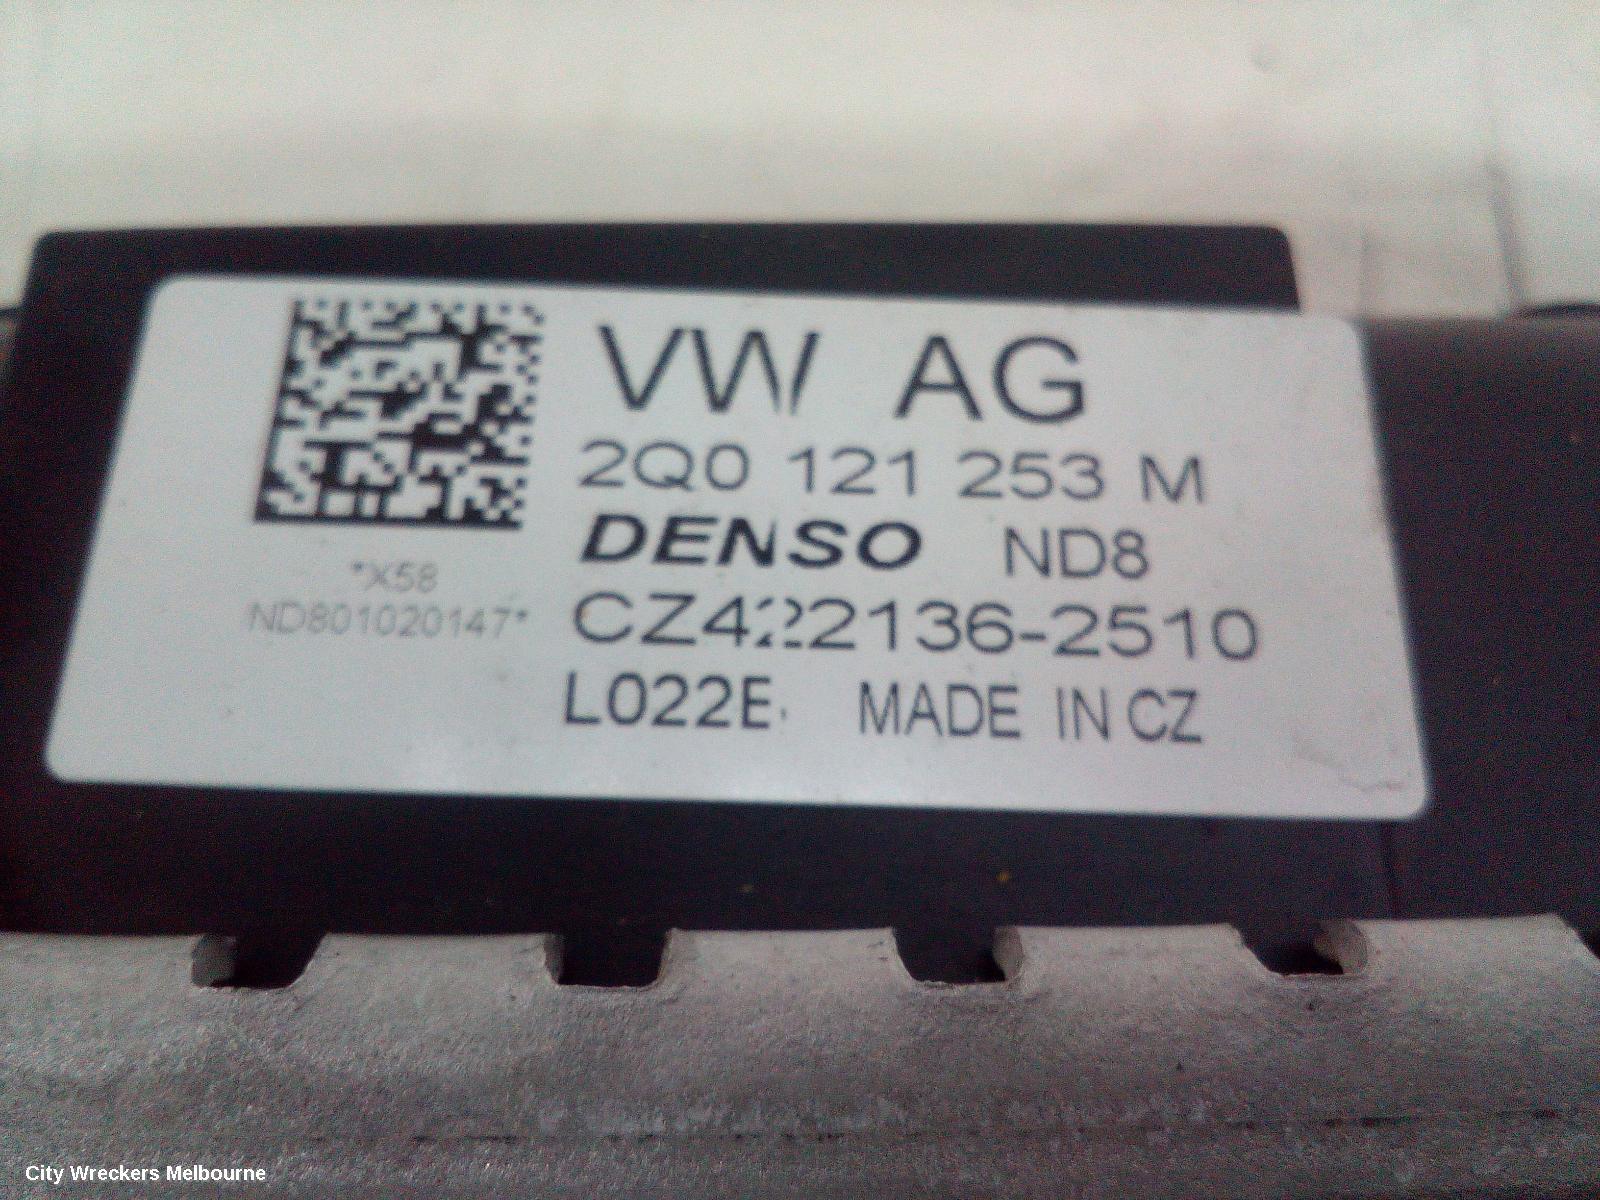 VW AG
2Q0 121 253 M
DENSO ND8
CZ422136-2510
L022E MADE IN CZ
*X58
ND801020147*
City Wreckers Melbourne